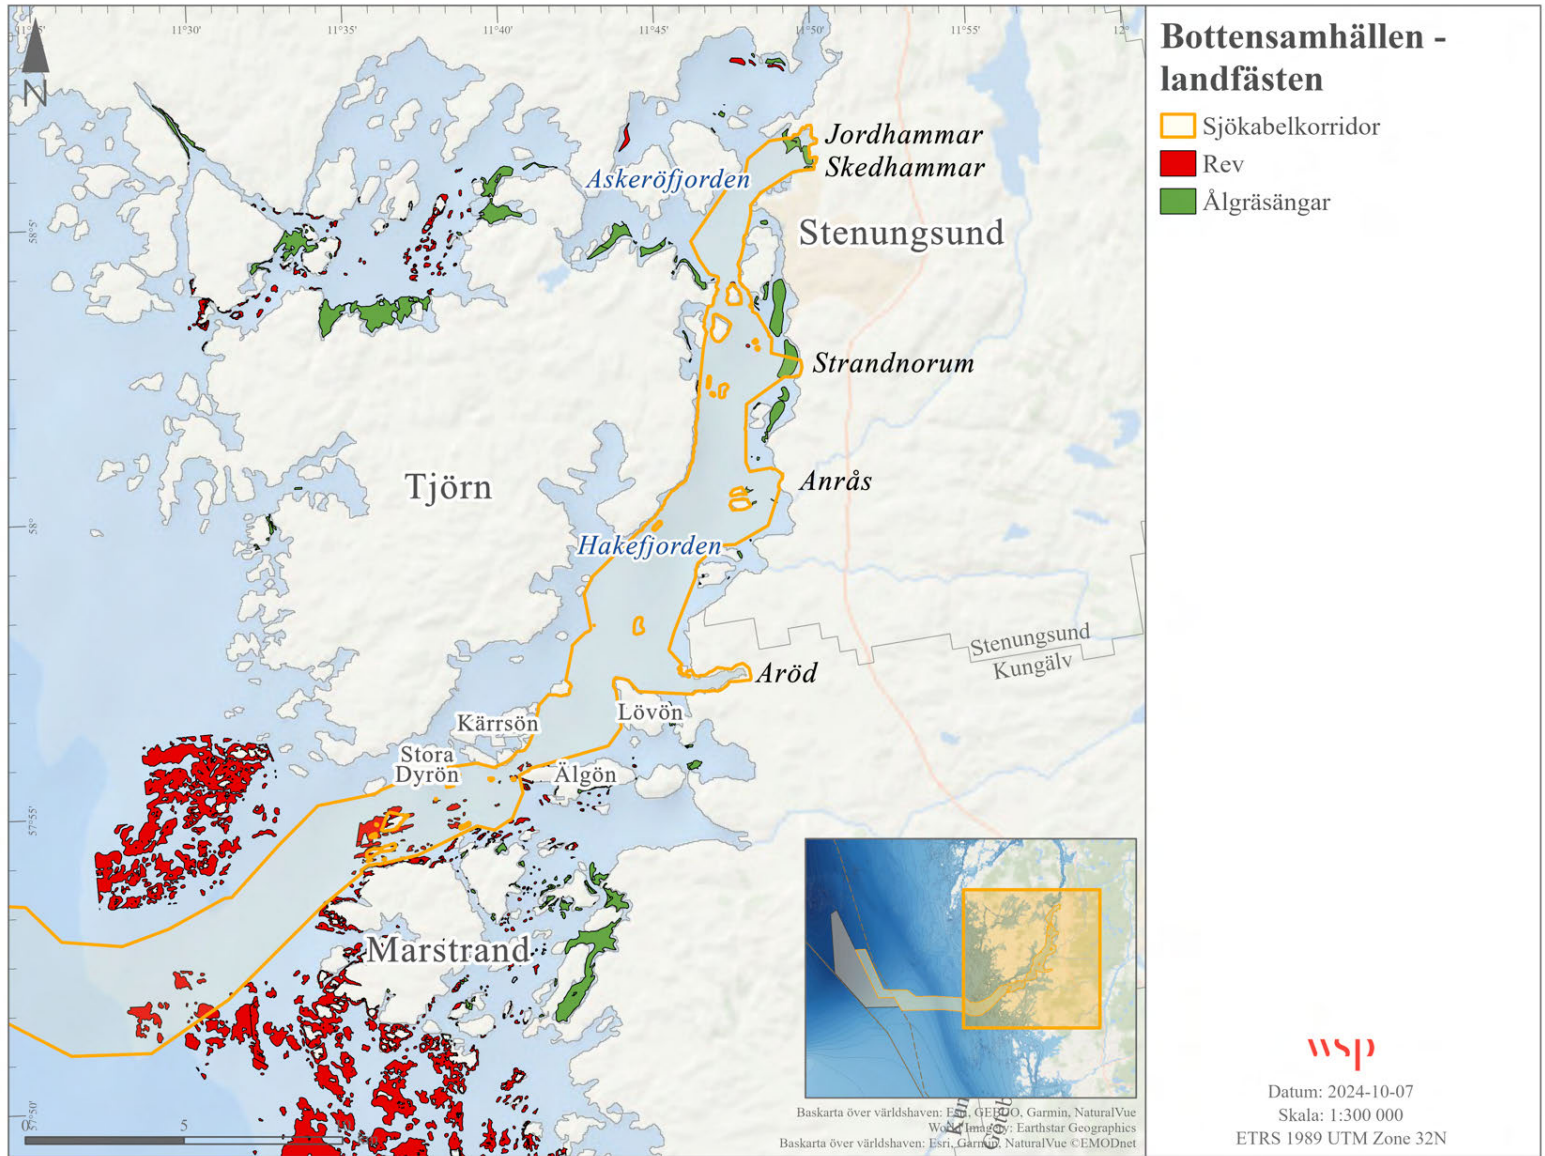 Bottensamhällen -
landfästen
Sjökabelkorridor
Rev
Ålgräsängar
11°30'
11°35'
11°40'
11°45'
11°50'
11°55'
12°
N
58°5'
58°
57°55'
57°50'
Jordhammar
Skedhammar
Askeröfjorden
Stenungsund
Strandnorum
Tjörn
Anrås
Hakefjorden
Stenungsund
Kungälv
Aröd
Lövön
Kärrsön
Stora
Dyrön
Älgön
Marstrand
0
5
Baskarta över världshaven: Esri, GEBCO, Garmin, NaturalVue
World Imagery: Earthstar Geographics
Baskarta över världshaven: Esri, Garmin, NaturalVue ©EMODnet
wsp
Datum: 2024-10-07
Skala: 1:300 000
ETRS 1989 UTM Zone 32N